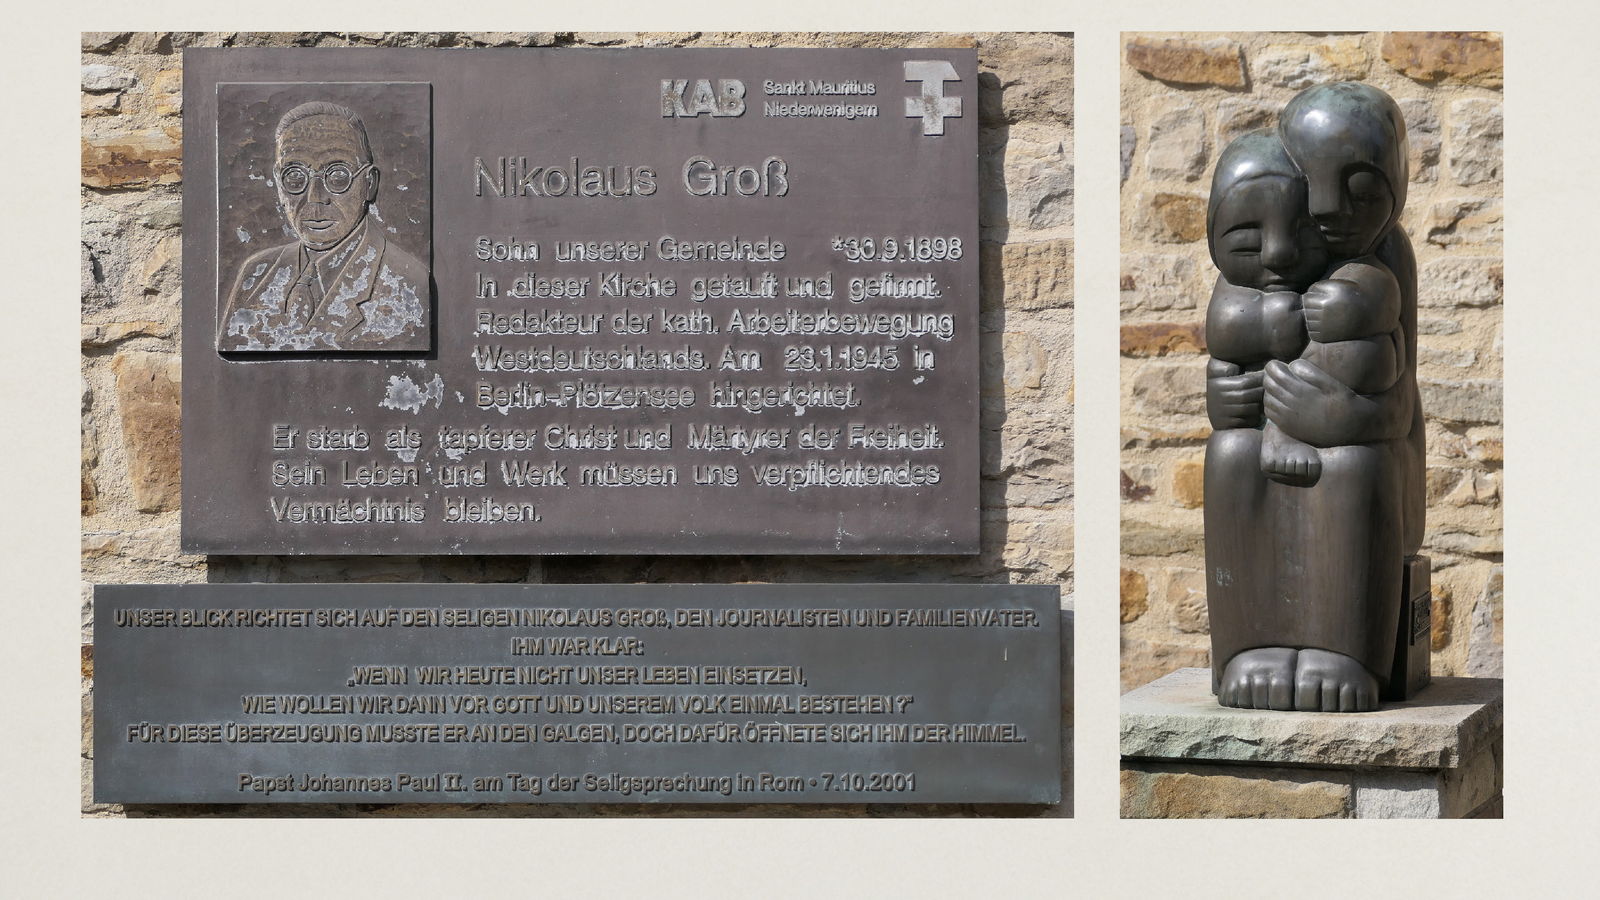 KAB
Sankt Mauritius
Niederwenigern
Nikolaus Groß
Sohn unserer Gemeinde *30.9.1898
In dieser Kirche getauft und gefirmt.
Redakteur der kath. Arbeiterbewegung
Westdeutschlands. Am 23.1.1945 in
Berlin-Plötzensee hingerichtet.
Er starb als tapferer Christ und Märtyrer der Freiheit.
Sein Leben und Werk müssen uns verpflichtendes
Vermächtnis bleiben.
UNSER BLICK RICHTET SICH AUF DEN SELIGEN NIKOLAUS GROß, DEN JOURNALISTEN UND FAMILIENVATER.
IHM WAR KLAR:
„WENN WIR HEUTE NICHT UNSER LEBEN EINSETZEN,
WIE WOLLEN WIR DANN VOR GOTT UND UNSEREM VOLK EINMAL BESTEHEN ?“
FÜR DIESE ÜBERZEUGUNG MUSSTE ER AN DEN GALGEN, DOCH DAFÜR ÖFFNETE SICH IHM DER HIMMEL.
Papst Johannes Paul II. am Tag der Seligsprechung in Rom • 7.10.2001